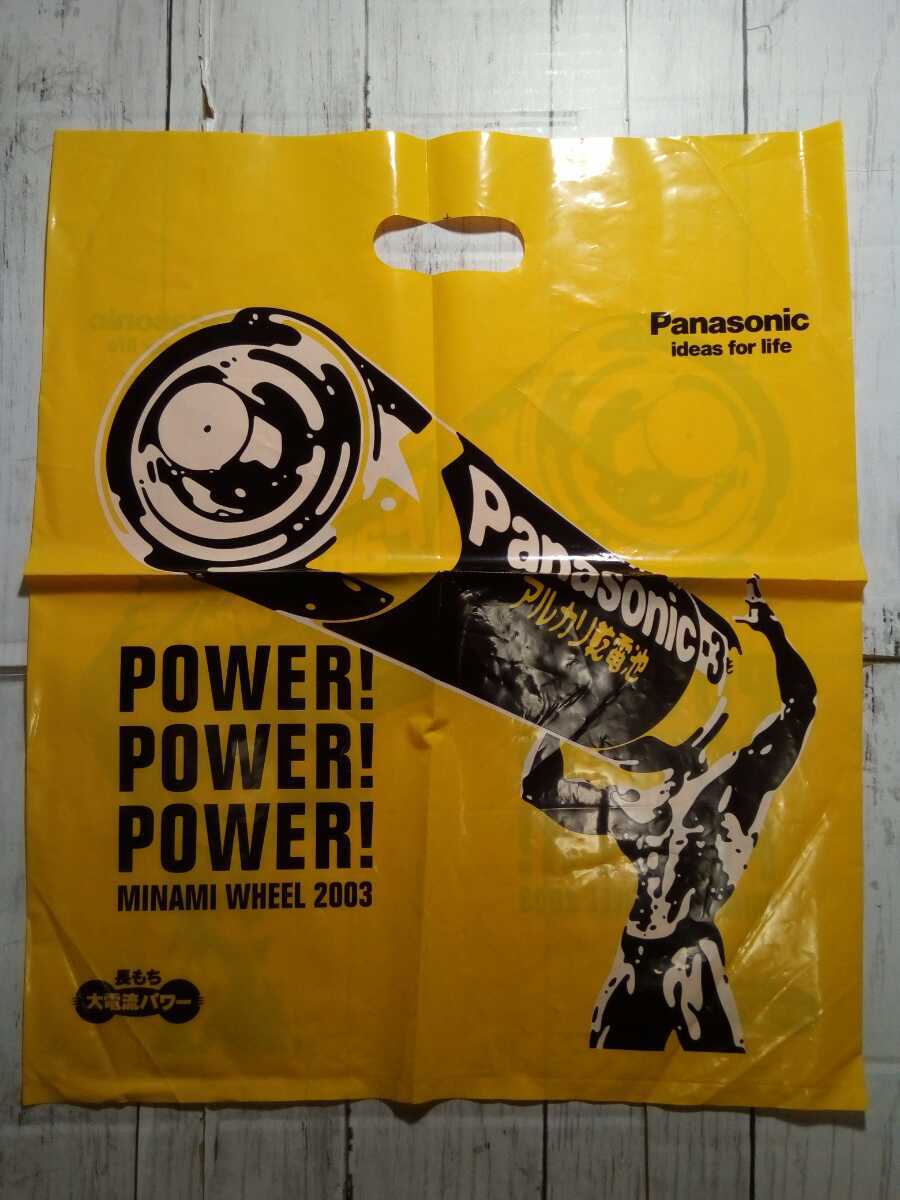 Panasonic
ideas for life
Panasonic
アルカリ乾電池
POWER!
POWER!
POWER!
MINAMI WHEEL 2003
長もち
大電流パワー